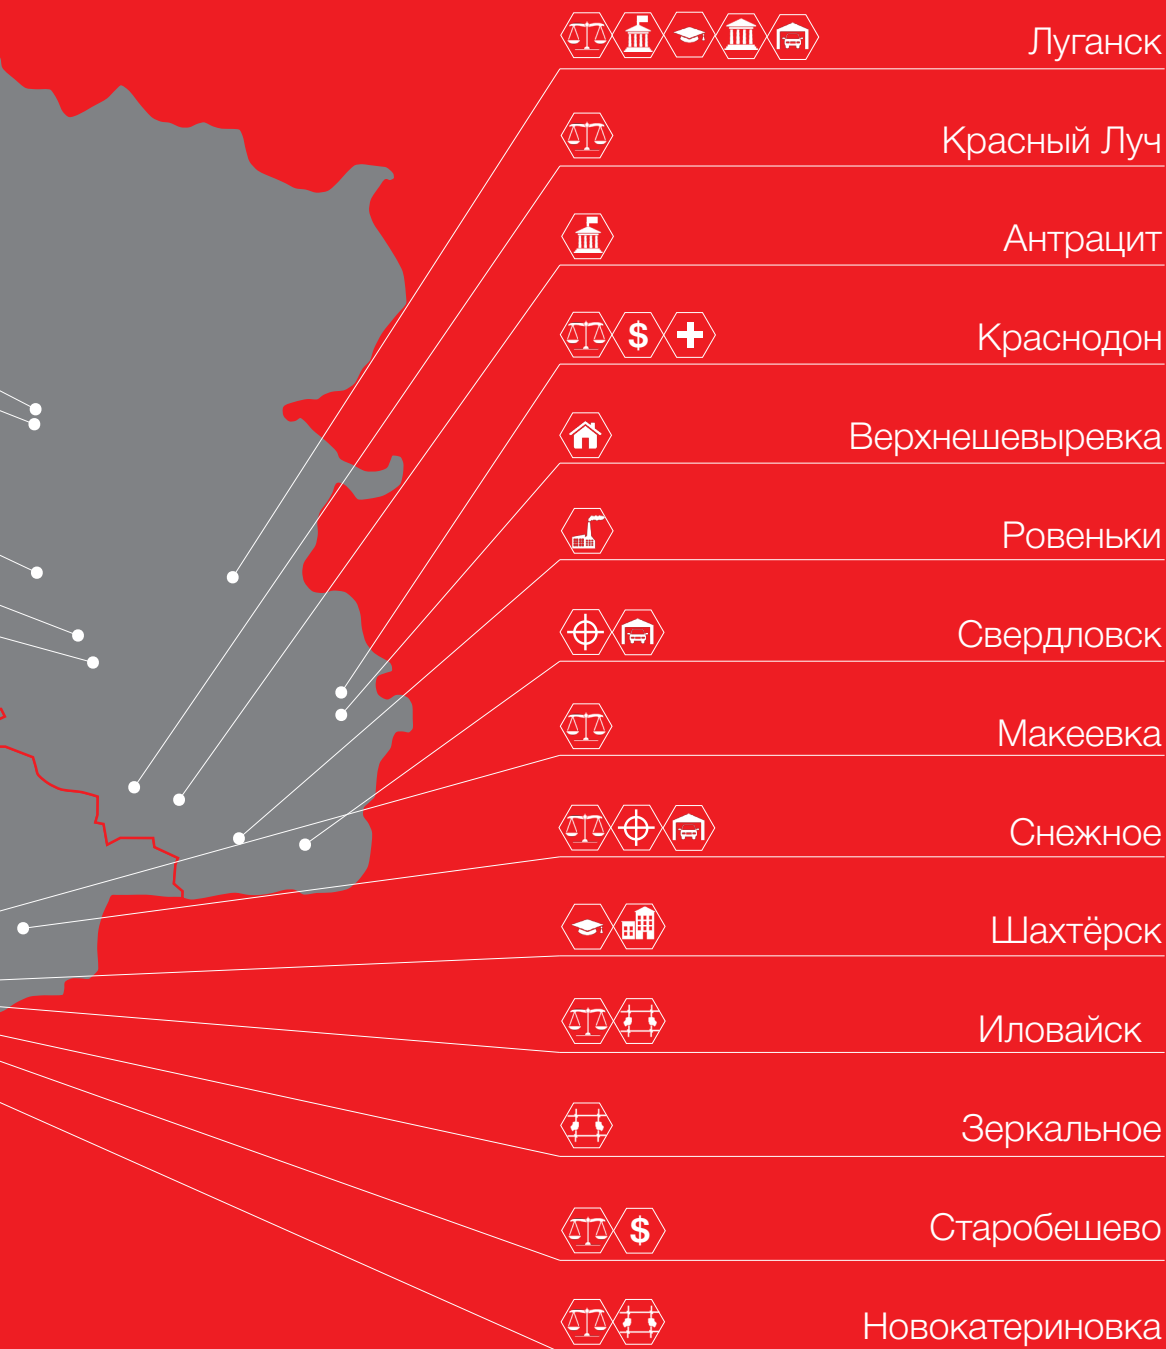 Луганск
Красный Луч
Антрацит
$
Краснодон
Верхнешевыревка
Ровеньки
Свердловск
Макеевка
Снежное
Шахтёрск
Иловайск
Зеркальное
$
Старобешево
Новокатериновка